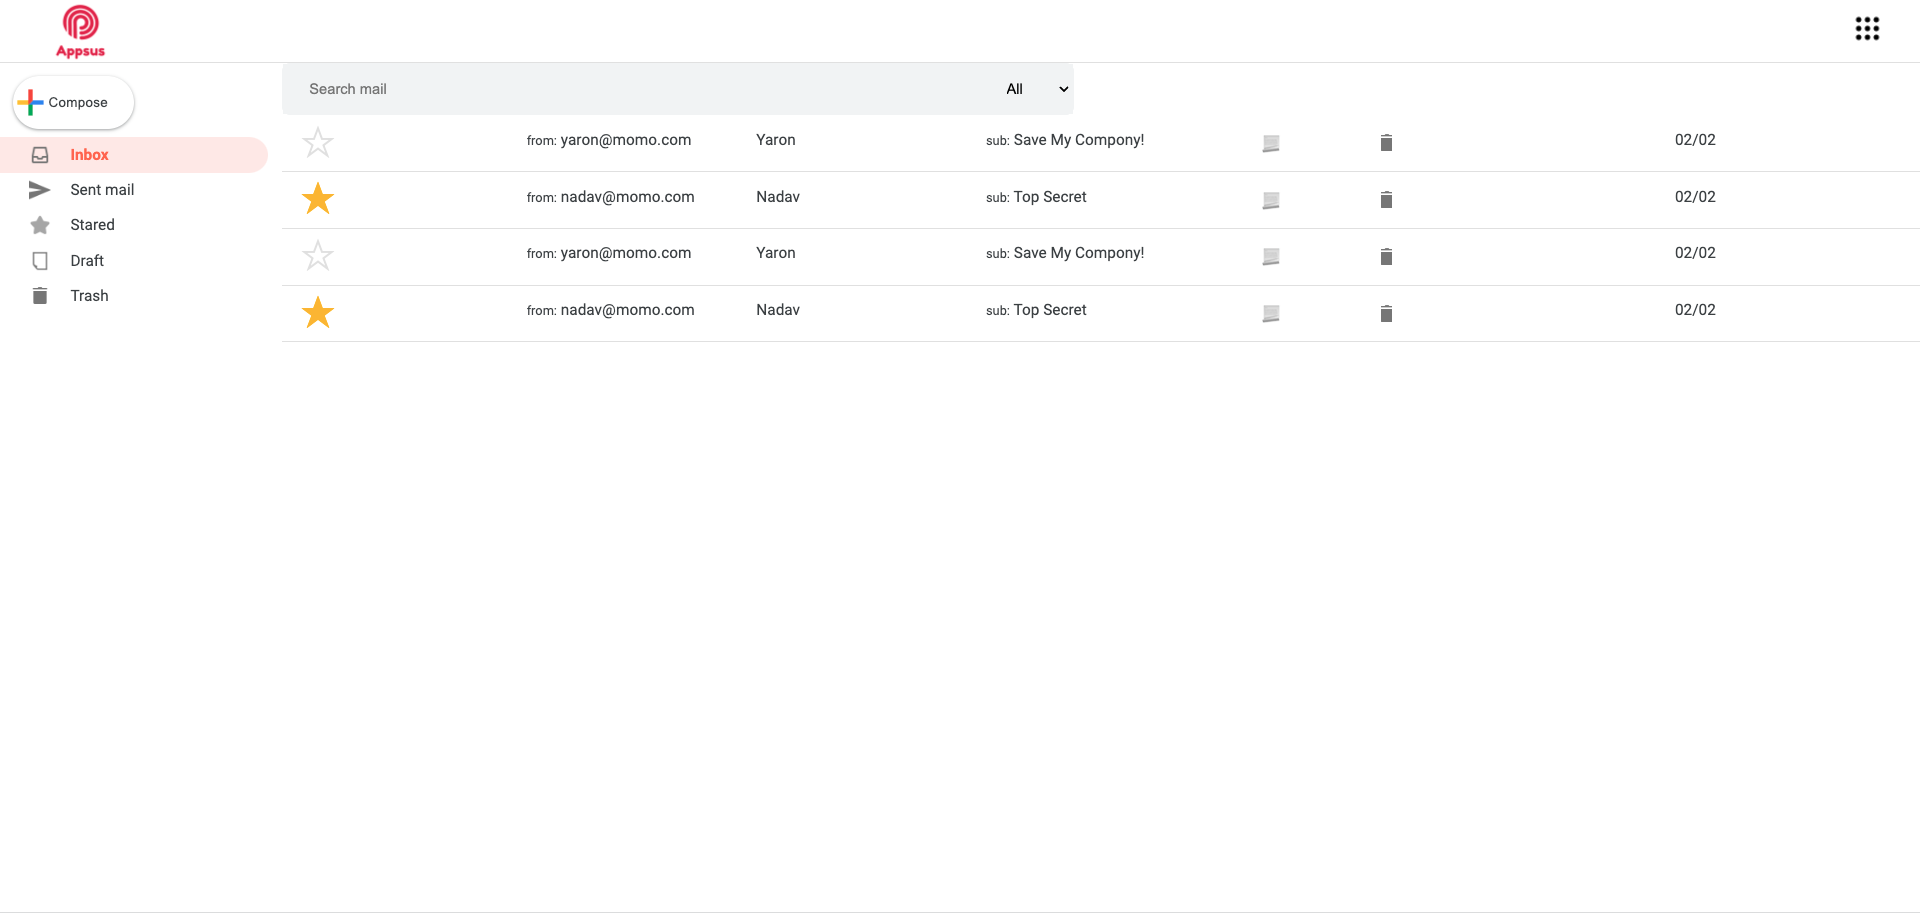 Appsus
Search mail All
Compose
Inbox
Sent mail
Stared
Draft
Trash
from: yaron@momo.com Yaron sub: Save My Compony! 02/02
from: nadav@momo.com Nadav sub: Top Secret 02/02
from: yaron@momo.com Yaron sub: Save My Compony! 02/02
from: nadav@momo.com Nadav sub: Top Secret 02/02